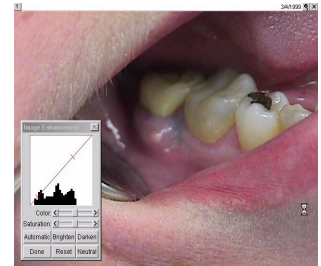 1 3/4/1999
Image Enhancement
Color:
Saturation:
Automatic Brighten Darken
Done Reset Neutral